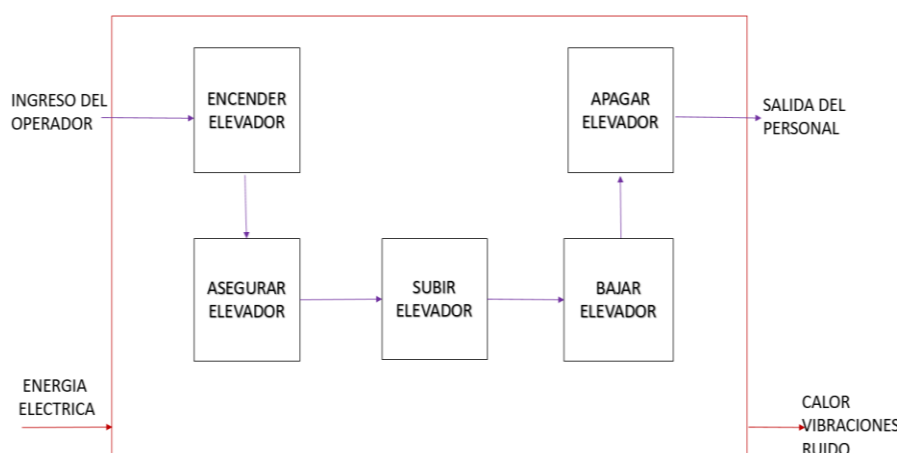 INGRESO DEL
OPERADOR
ENCENDER
ELEVADOR
APAGAR
ELEVADOR
SALIDA DEL
PERSONAL
ASEGURAR
ELEVADOR
SUBIR
ELEVADOR
BAJAR
ELEVADOR
ENERGIA
ELECTRICA
CALOR
VIBRACIONES
RUIDO